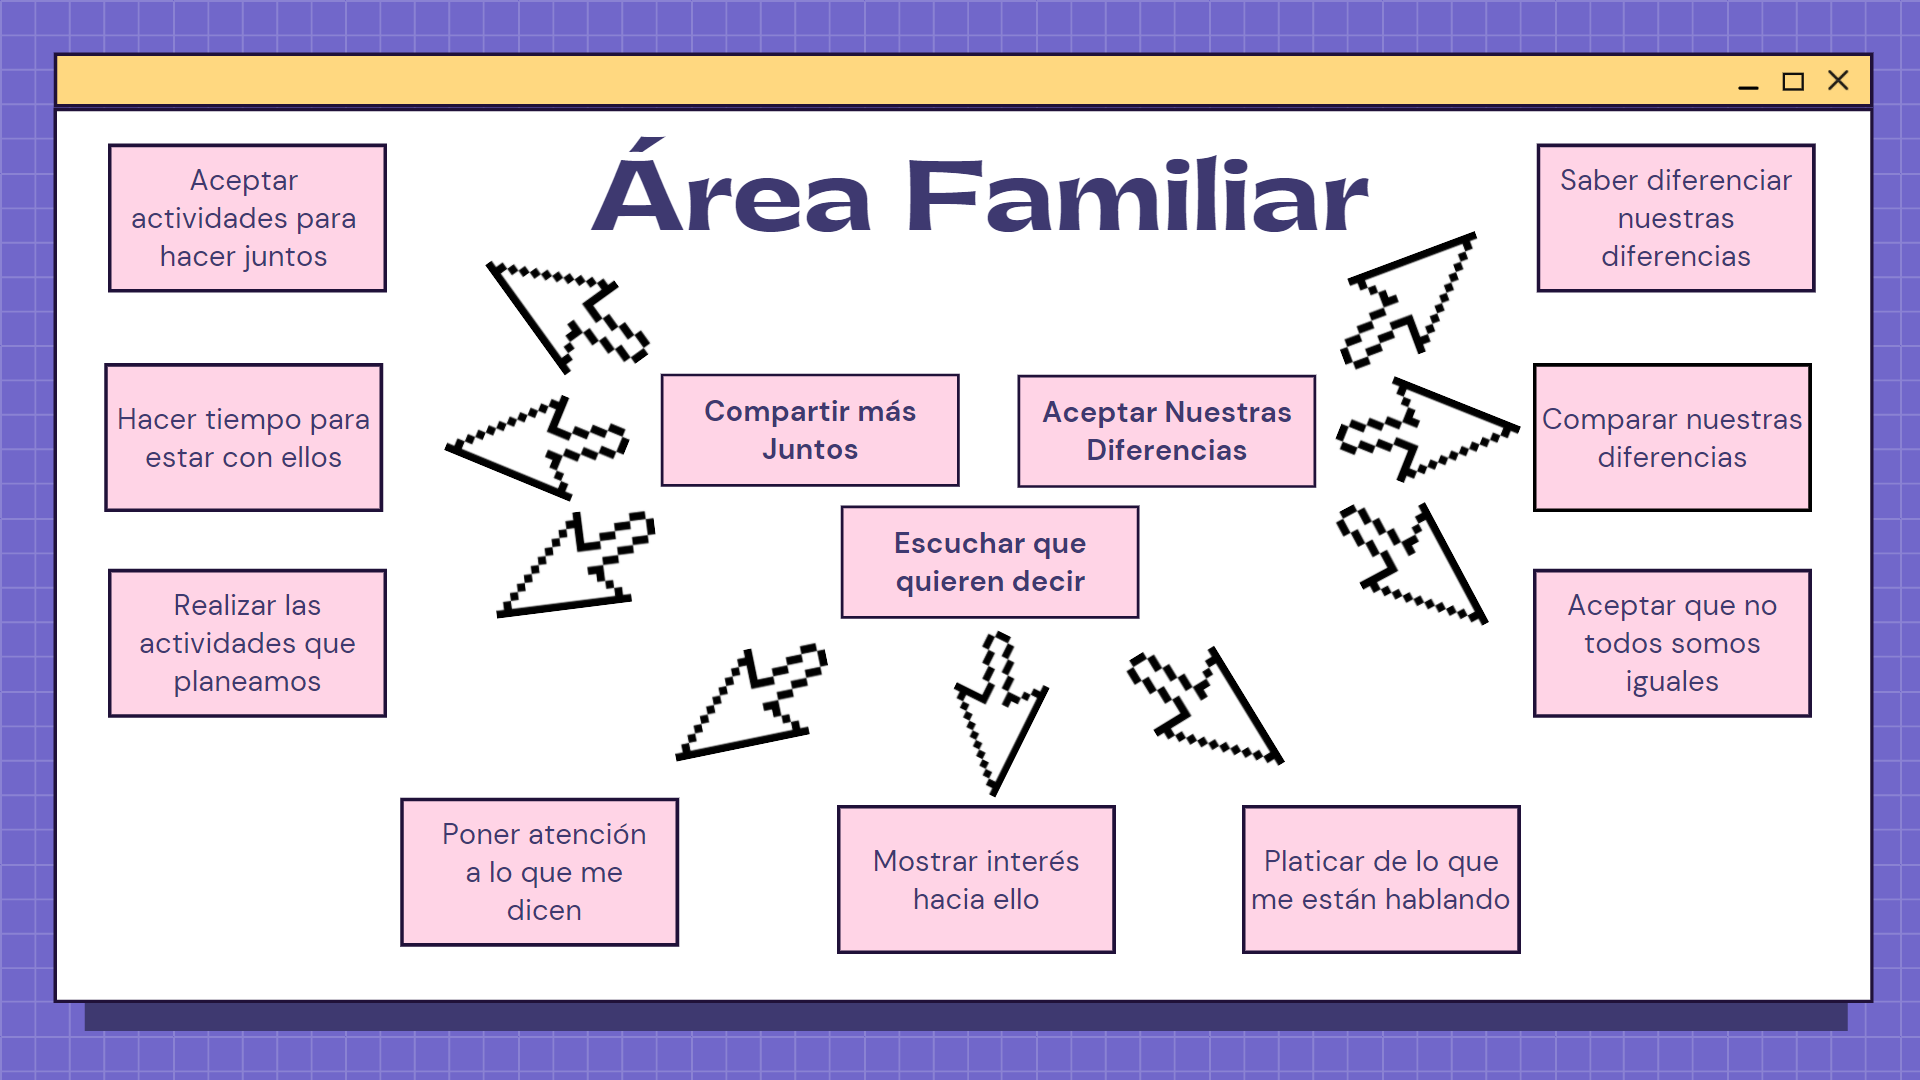 Área Familiar
Aceptar
actividades para
hacer juntos
Hacer tiempo para
estar con ellos
Realizar las
actividades que
planeamos
Compartir más
Juntos
Aceptar Nuestras
Diferencias
Escuchar que
quieren decir
Saber diferenciar
nuestras
diferencias
Comparar nuestras
diferencias
Aceptar que no
todos somos
iguales
Poner atención
a lo que me
dicen
Mostrar interés
hacia ello
Platicar de lo que
me están hablando